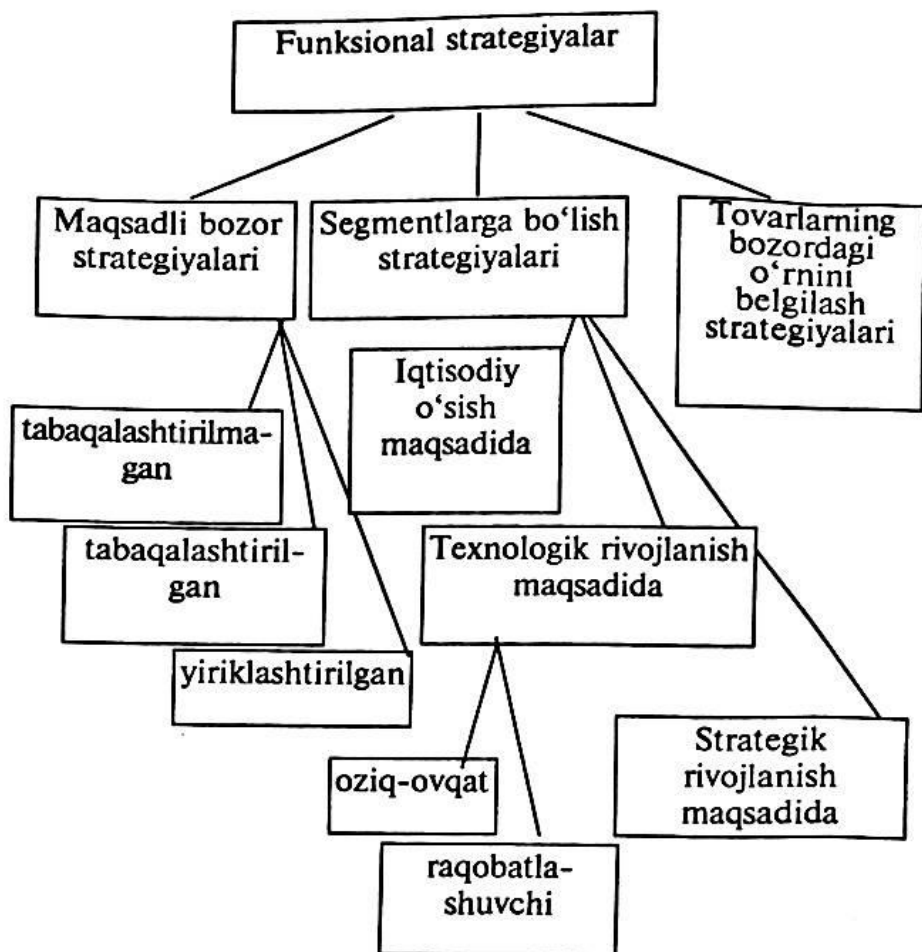 Funksional strategiyalar
Maqsadli bozor
strategiyalari
Segmentlarga bo‘lish
strategiyalari
Tovarlarning
bozordagi
o‘rnini
belgilash
strategiyalari
Iqtisodiy
o‘sish
maqsadida
tabaqalashtirilma-
gan
tabaqalashtiril-
gan
Texnologik rivojlanish
maqsadida
yiriklashtirilgan
Strategik
rivojlanish
maqsadida
oziq-ovqat
raqobatla-
shuvchi